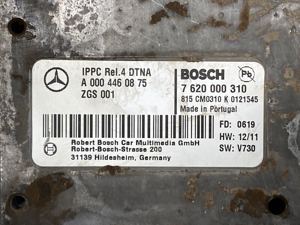 IPPC Rel.4 DTNA
A 000 446 08 75
ZGS 001
BOSCH
Pb
7 620 000 310
815 CM0310 K 0121545
Made in Portugal
FD: 0619
HW: 12/11
SW: V730
Robert Bosch Car Multimedia GmbH
Robert-Bosch-Strasse 200
31139 Hildesheim, Germany